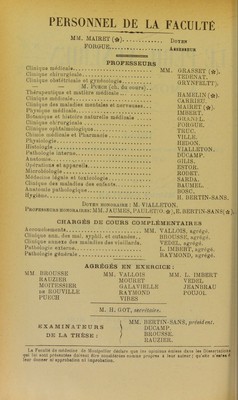 PERSONNEL DE LA FACULTÉ
MM. MAIRET (✿). DOYEN
FORGUE. ASSESSEUR
PROFESSEURS
Clinique médicale. MM. GRASSET (✿).
Clinique chirurgicale. TEDENAT.
Clinique obstétricale et gynécologie. GRYNFELTT.
— M. PUECH (ch. du cours).
Thérapeutique et matière médicale. HAMELIN (✿).
Clinique médicale. CARRIEU.
Clinique des maladies mentales et nerveuses. MAIRET (✿).
Physique médicale. IMBERT.
Botanique et histoire naturelle médicale GRANEL.
Clinique chirurgicale. FORGUE.
Clinique ophtalmologique. TRUC.
Chimie médicale et Pharmacie VILLE.
Physiologie. HEDON.
Histologie VIALLETON.
Pathologie interne. DUCAMP.
Anatomie. GILIS.
Opérations et appareils ESTOR.
Microbiologie RODET.
Médecine légale et toxicologie SARDA.
Clinique des maladies des enfants BAUMEL.
Anatomie pathologique BOSC.
Hygiène. H. BERTIN-SANS.
DOYEN HONORAIRE: M. VIALLETON.
PROFESSEURS HONORAIRES: MM. JAUMES, PAULET (O. ✿), E. BERTIN-SANS (✿)
CHARGÉS DE COURS COMPLÉMENTAIRES
Accouchements. MM. VALLOIS, agrégé.
Clinique ann. des mal. syphil. et cutanées BROUSSE, agrégé.
Clinique annexe des maladies des vieillards. VEDEL, agrégé.
Pathologie externe. L. IMBERT, agrégé.
Pathologie générale. RAYMOND, agrégé.
AGRÉGÉS EN EXERCICE:
MM. BROUSSE MM. VALLOIS MM. L. IMBERT
RAUZIER MOURET VEDEL
MOITESSIER GALAVIELLE JEANBRAU
DE ROUVILLE RAYMOND POUJOL
PUECH VIRES
M. H. GOT, secrétaire.
EXAMINATEURS DE LA THÈSE:
MM. BERTIN-SANS, président.
DUCAMP.
BROUSSE.
RAUZIER.
La Faculté de médecine de Montpellier déclare que les opinions émises dans les Dissertations
qui lui sont présentées doivent être considérées comme propres à leur auteur; qu'elle n'entend
leur donner ni approbation ni improbation.